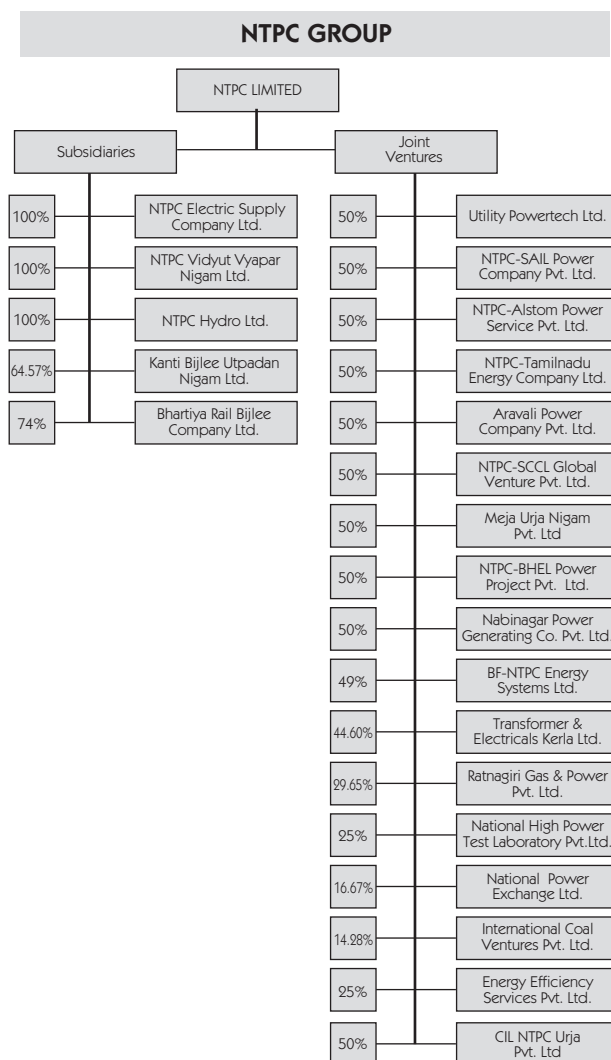 NTPC GROUP
NTPC LIMITED
Subsidiaries
100%
NTPC Electric Supply
Company Ltd.
100%
NTPC Vidyut Vyapar
Nigam Ltd.
100%
NTPC Hydro Ltd.
64.57%
Kanti Bijlee Utpadan
Nigam Ltd.
74%
Bhartiya Rail Bijlee
Company Ltd.
Joint
Ventures
50%
Utility Powertech Ltd.
50%
NTPC-SAIL Power
Company Pvt. Ltd.
50%
NTPC-Alstom Power
Service Pvt. Ltd.
50%
NTPC-Tamilnadu
Energy Company Ltd.
50%
Aravali Power
Company Pvt. Ltd.
50%
NTPC-SCCL Global
Venture Pvt. Ltd.
50%
Meja Urja Nigam
Pvt. Ltd
50%
NTPC-BHEL Power
Project Pvt. Ltd.
50%
Nabinagar Power
Generating Co. Pvt. Ltd.
49%
BF-NTPC Energy
Systems Ltd.
44.60%
Transformer &
Electricals Kerla Ltd.
29.65%
Ratnagiri Gas & Power
Pvt. Ltd.
25%
National High Power
Test Laboratory Pvt.Ltd.
16.67%
National Power
Exchange Ltd.
14.28%
International Coal
Ventures Pvt. Ltd.
25%
Energy Efficiency
Services Pvt. Ltd.
50%
CIL NTPC Urja
Pvt. Ltd